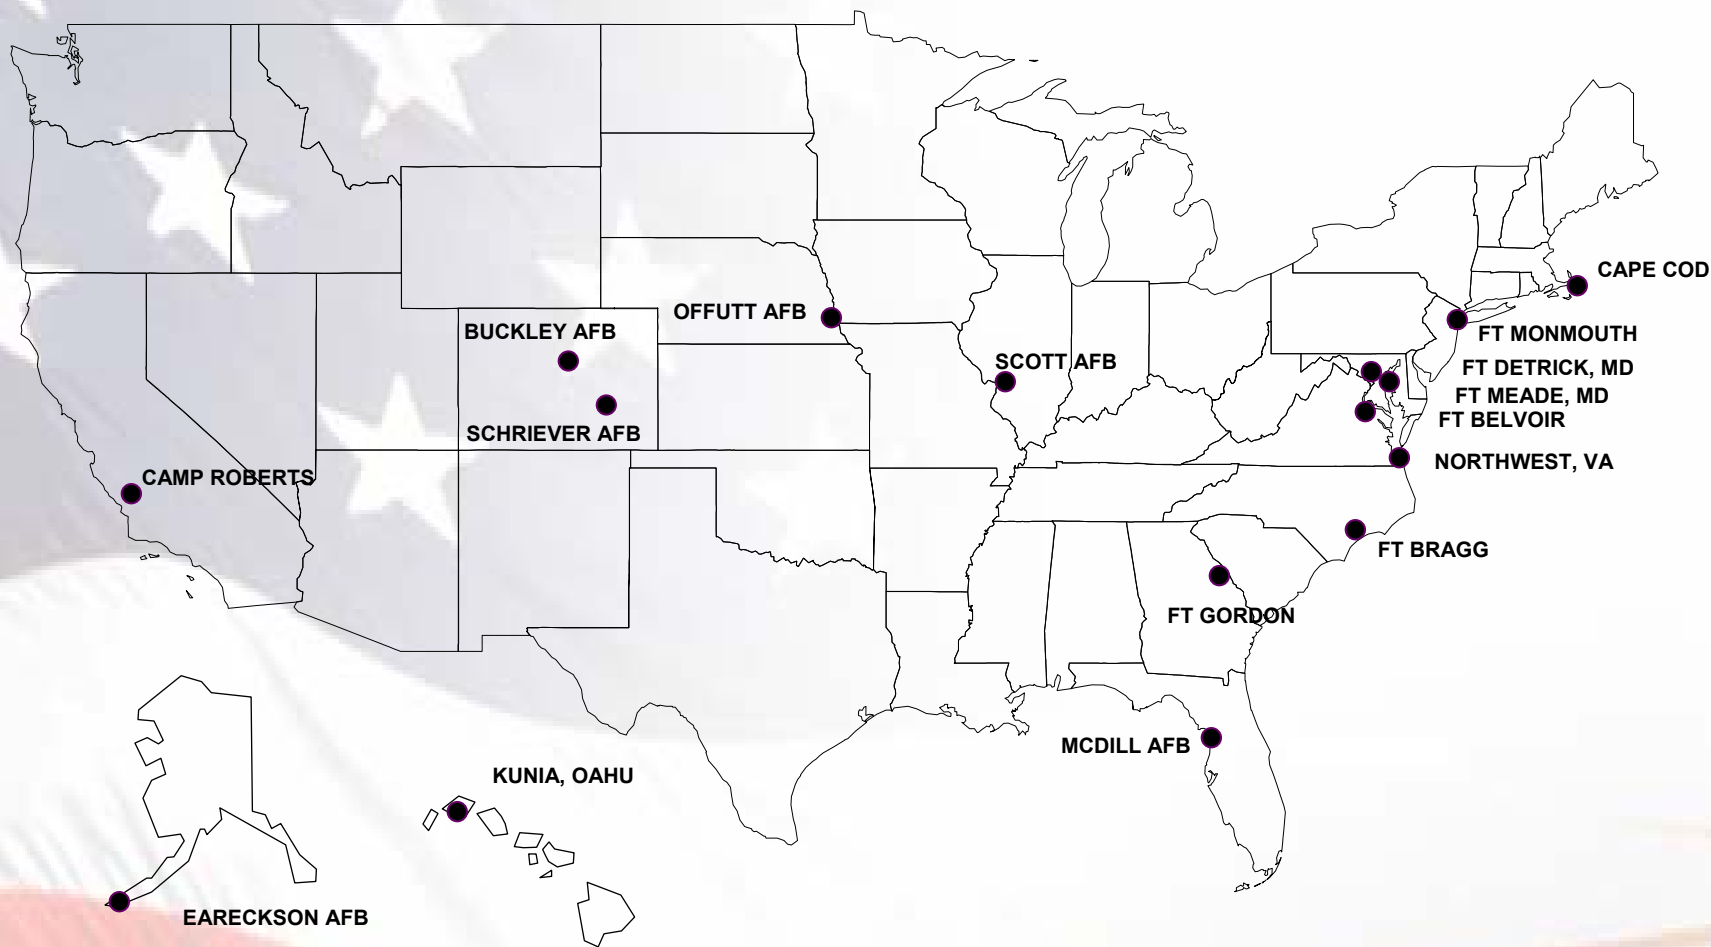 CAPE COD
OFFUTT AFB
BUCKLEY AFB
FT MONMOUTH
SCOTT AFB
FT DETRICK, MD
FT MEADE, MD
FT BELVOIR
SCHRIEVER AFB
NORTHWEST, VA
CAMP ROBERTS
FT BRAGG
FT GORDON
MCDILL AFB
KUNIA, OAHU
EARECKSON AFB